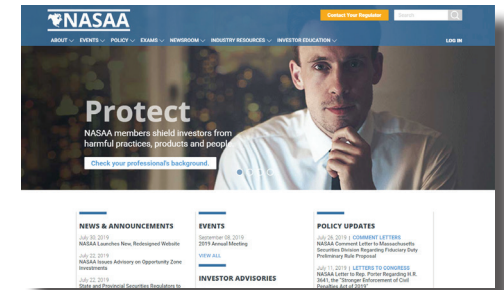 NASAA
Contact Your Regulator
Search
ABOUT EVENTS POLICY EXAMS NEWSROOM INDUSTRY RESOURCES INVESTOR EDUCATION LOG IN
Protect
NASAA members shield investors from
harmful practices, products and people.
Check your professional's background.
NEWS & ANNOUNCEMENTS
July 30, 2019
NASAA Launches New, Redesigned Website
July 22, 2019
NASAA Issues Advisory on Opportunity Zone
Investments
July 22, 2019
State and Provincial Securities Regulators to
EVENTS
September 08, 2019
2019 Annual Meeting
VIEW ALL
INVESTOR ADVISORIES
POLICY UPDATES
July 26, 2019 | COMMENT LETTERS
NASAA Comment Letter to Massachusetts
Securities Division Regarding Fiduciary Duty
Preliminary Rule Proposal
July 11, 2019 | LETTERS TO CONGRESS
NASAA Letter to Rep. Porter Regarding H.R.
3641, the "Stronger Enforcement of Civil
Penalties Act of 2019"